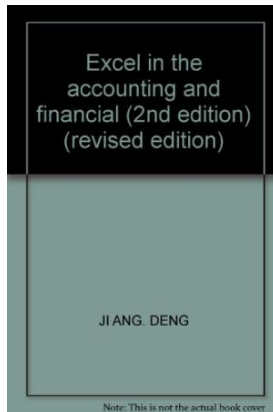 Excel in the
accounting and
financial (2nd edition)
(revised edition)
JI ANG. DENG
Note: This is not the actual book cover